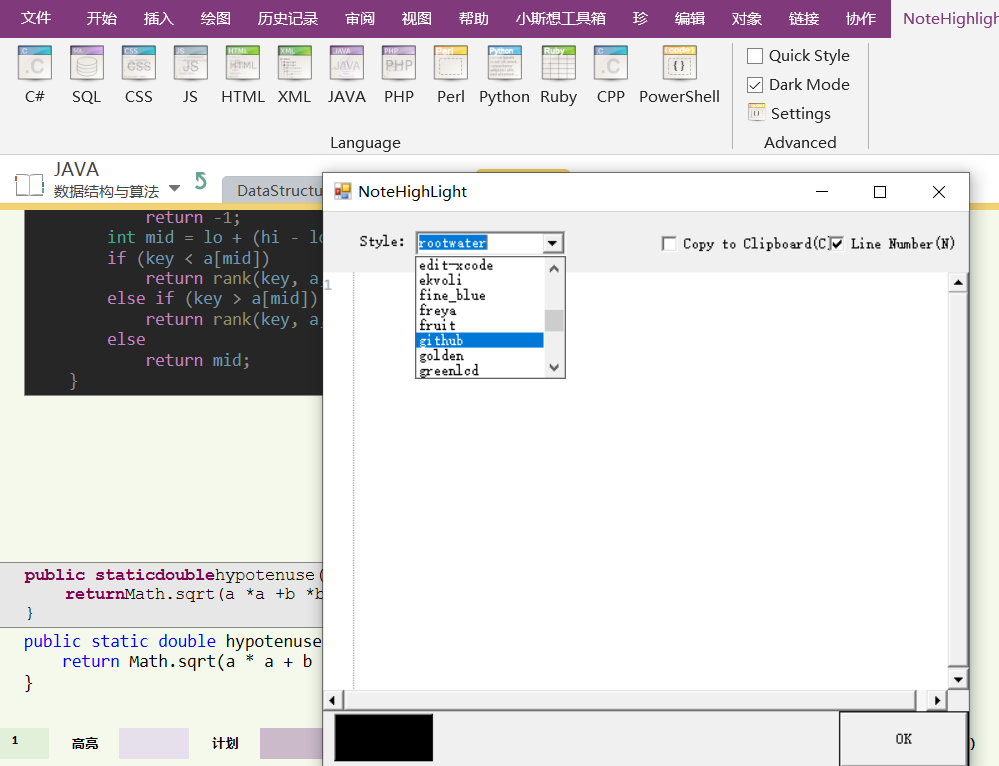 文件 开始 插入 绘图 历史记录 审阅 视图 帮助 小斯想工具箱 珍 编辑 对象 链接 协作 NoteHighligh
C# SQL CSS JS HTML XML JAVA PHP Perl Python Ruby CPP PowerShell
Quick Style
Dark Mode
Settings
Language
Advanced
JAVA
数据结构与算法
DataStructu
NoteHighLight
return -1;
int mid = lo + (hi - lo
if (key < a[mid])
return rank(key, a,
else if (key > a[mid])
return rank(key, a,
else
return mid;
}
Style: rootwater
Copy to Clipboard(C) Line Number(N)
edit-xcode
ekvoli
fine_blue
freya
fruit
github
golden
greenlcd
1
public staticdoublehypotenuse(
returnMath.sqrt(a *a +b *b
}
public static double hypotenuse
return Math.sqrt(a * a + b
}
1 高亮 计划
OK
)